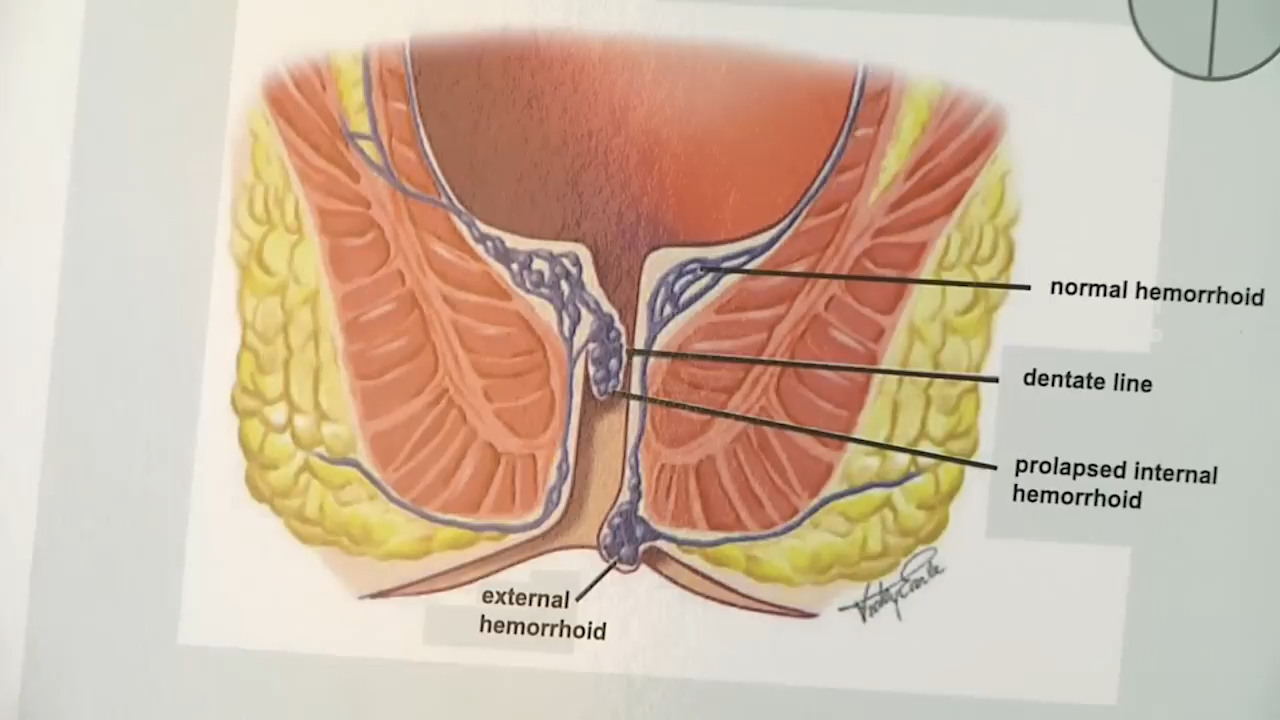 normal hemorrhoid
dentate line
prolapsed internal
hemorrhoid
external
hemorrhoid